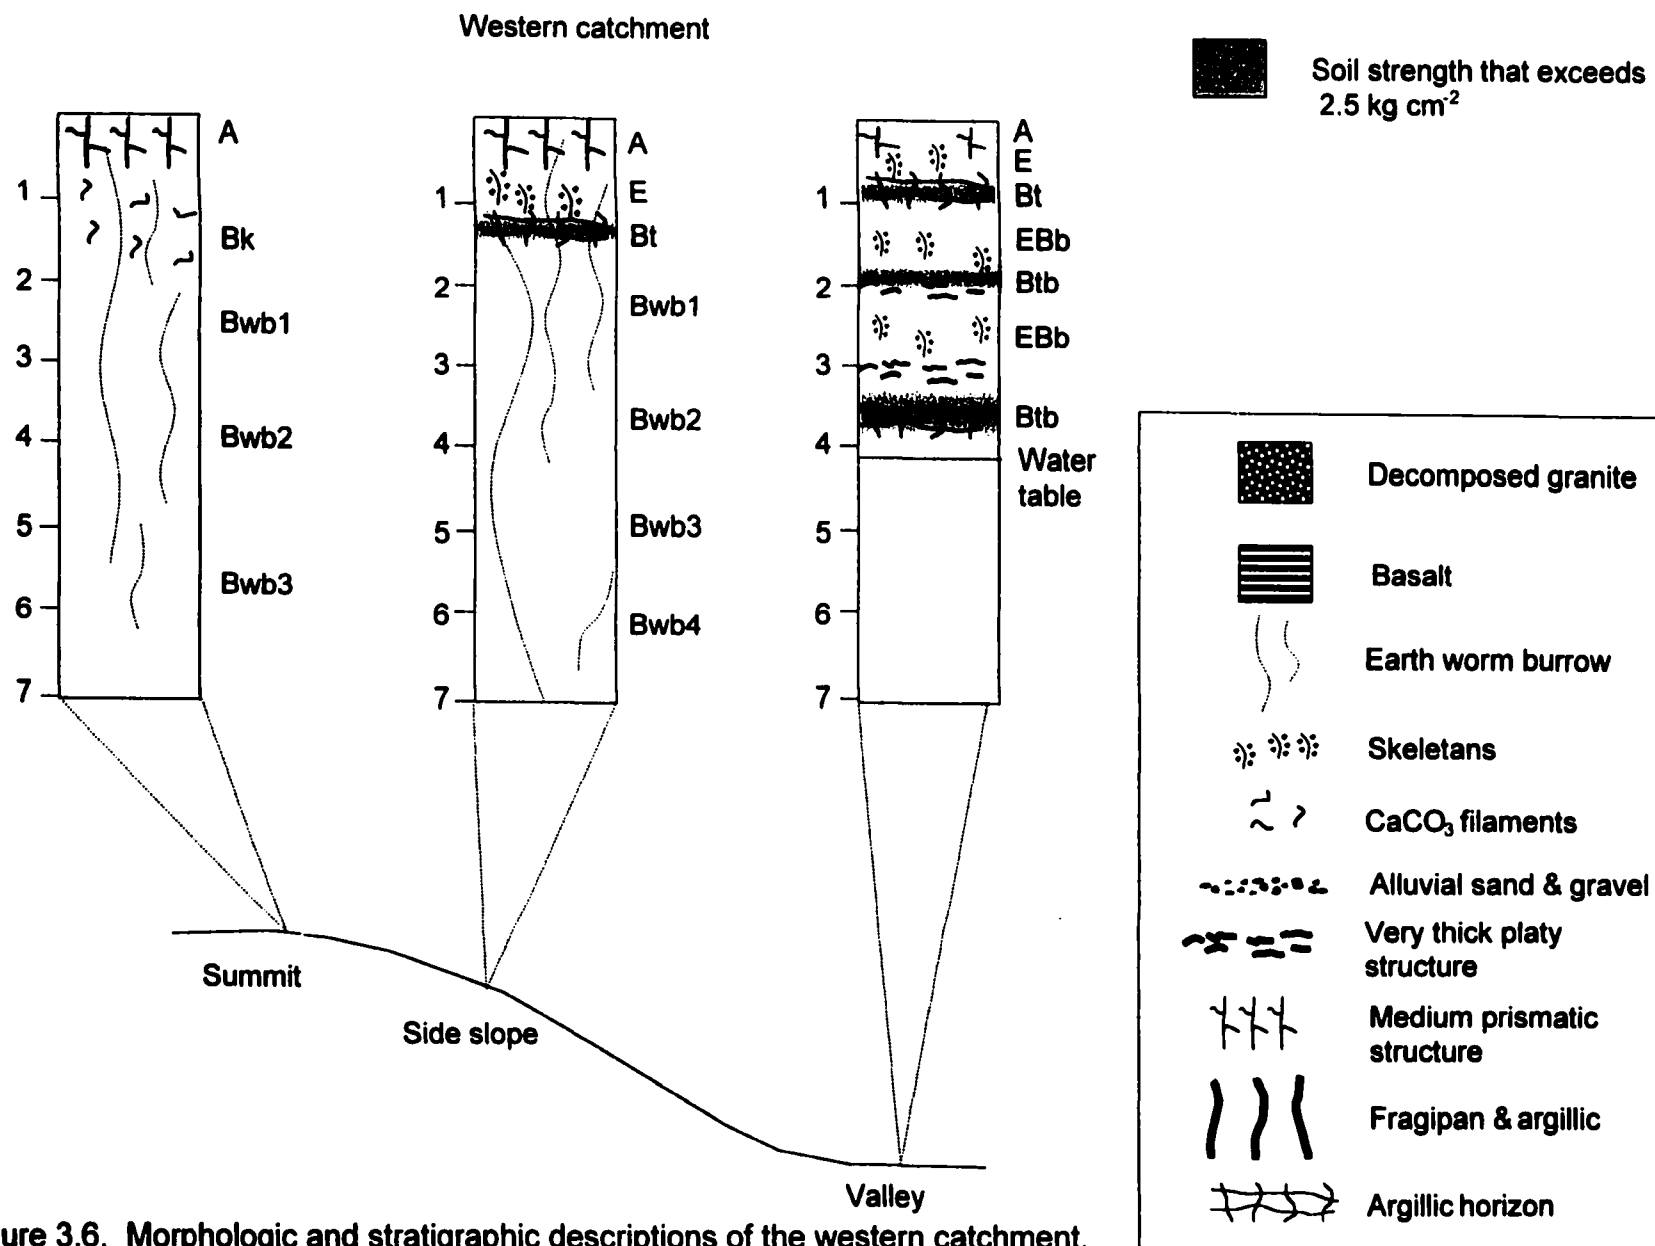 Western catchment
Soil strength that exceeds
2.5 kg cm⁻²
1
2
3
4
5
6
7
A
Bk
Bwb1
Bwb2
Bwb3
1
2
3
4
5
6
7
A
E
Bt
Bwb1
Bwb2
Bwb3
Bwb4
1
2
3
4
5
6
7
A
E
Bt
EBb
Btb
EBb
Btb
Water
table
Summit
Side slope
Valley
Decomposed granite
Basalt
Earth worm burrow
Skeletans
CaCO₃ filaments
Alluvial sand & gravel
Very thick platy
structure
Medium prismatic
structure
Fragipan & argillic
Argillic horizon
ure 3.6. Morphologic and stratigraphic descriptions of the western catchment.